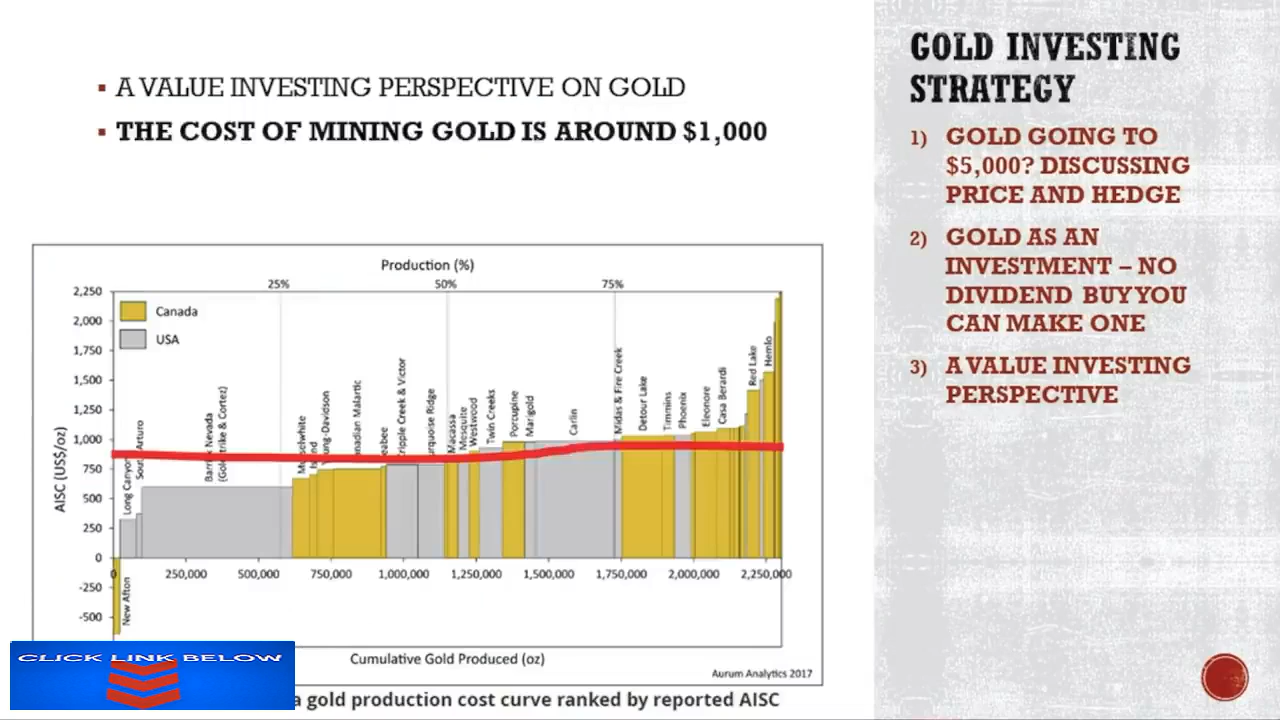 A VALUE INVESTING PERSPECTIVE ON GOLD
THE COST OF MINING GOLD IS AROUND $1,000
Production (%)
25% 50% 75%
2,250
2,000
1,750
1,500
1,250
1,000
750
500
250
0
-250
-500
AISC (US$/oz)
Canada
USA
New Afton
Long Canyon
Arturo
Barrick Nevada
(Goldstrike & Cortez)
Canadian Malartic
Cripple Creek & Victor
Macassa
Mesquite
Westwood
Twin Creeks
Porcupine
Marigold
Carlin
Midas & Fire Creek
Detour Lake
Timmins
Phoenix
Eleonore
Casa Berardi
Red Lake
Hemlo
0 250,000 500,000 750,000 1,000,000 1,250,000 1,500,000 1,750,000 2,000,000 2,250,000
Cumulative Gold Produced (oz)
Aurum Analytics 2017
a gold production cost curve ranked by reported AISC
CLICK LINK BELOW
GOLD INVESTING
STRATEGY
1) GOLD GOING TO
$5,000? DISCUSSING
PRICE AND HEDGE
2) GOLD AS AN
INVESTMENT – NO
DIVIDEND BUY YOU
CAN MAKE ONE
3) A VALUE INVESTING
PERSPECTIVE